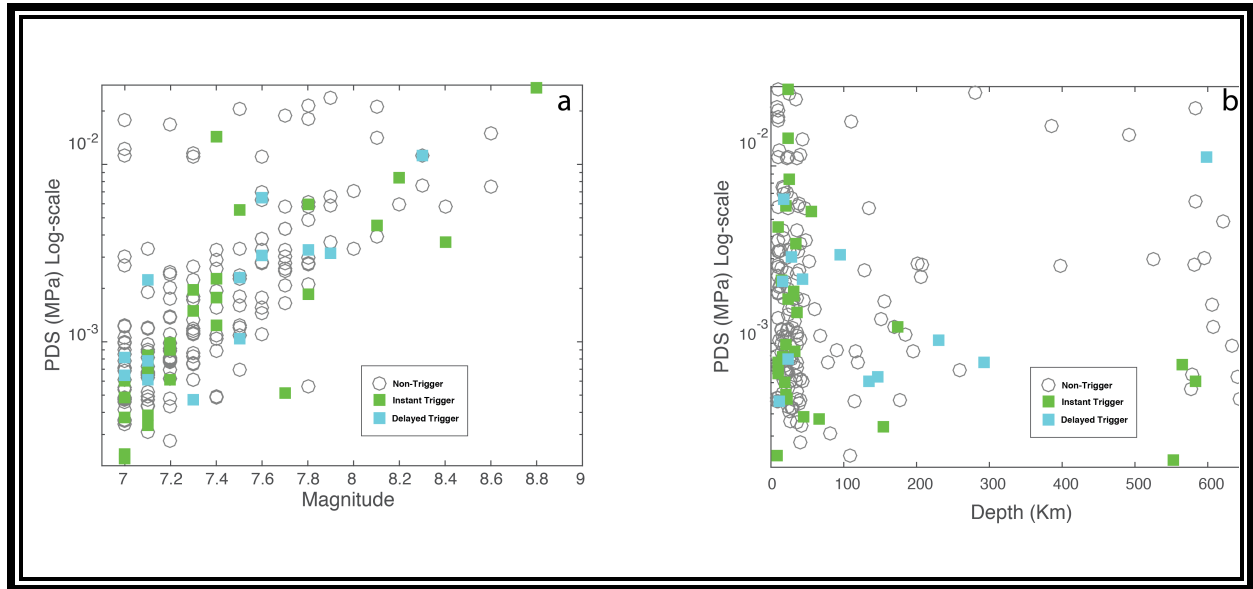 a
PDS (MPa) Log-scale
10-2
10-3
Non-Trigger
Instant Trigger
Delayed Trigger
7 7.2 7.4 7.6 7.8 8 8.2 8.4 8.6 8.8 9
Magnitude
b
PDS (MPa) Log-scale
10-2
10-3
Non-Trigger
Instant Trigger
Delayed Trigger
0 100 200 300 400 500 600
Depth (Km)